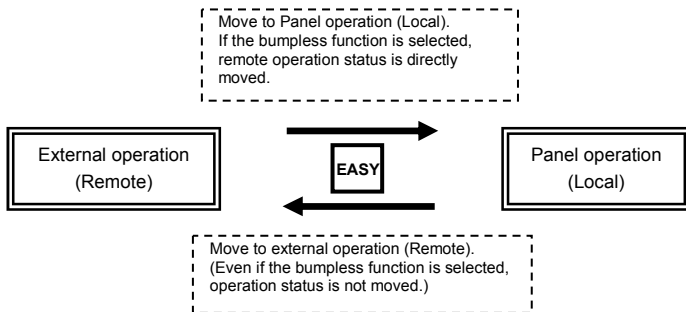 Move to Panel operation (Local).
If the bumpless function is selected,
remote operation status is directly
moved.
External operation
(Remote)
EASY
Panel operation
(Local)
Move to external operation (Remote).
(Even if the bumpless function is selected,
operation status is not moved.)